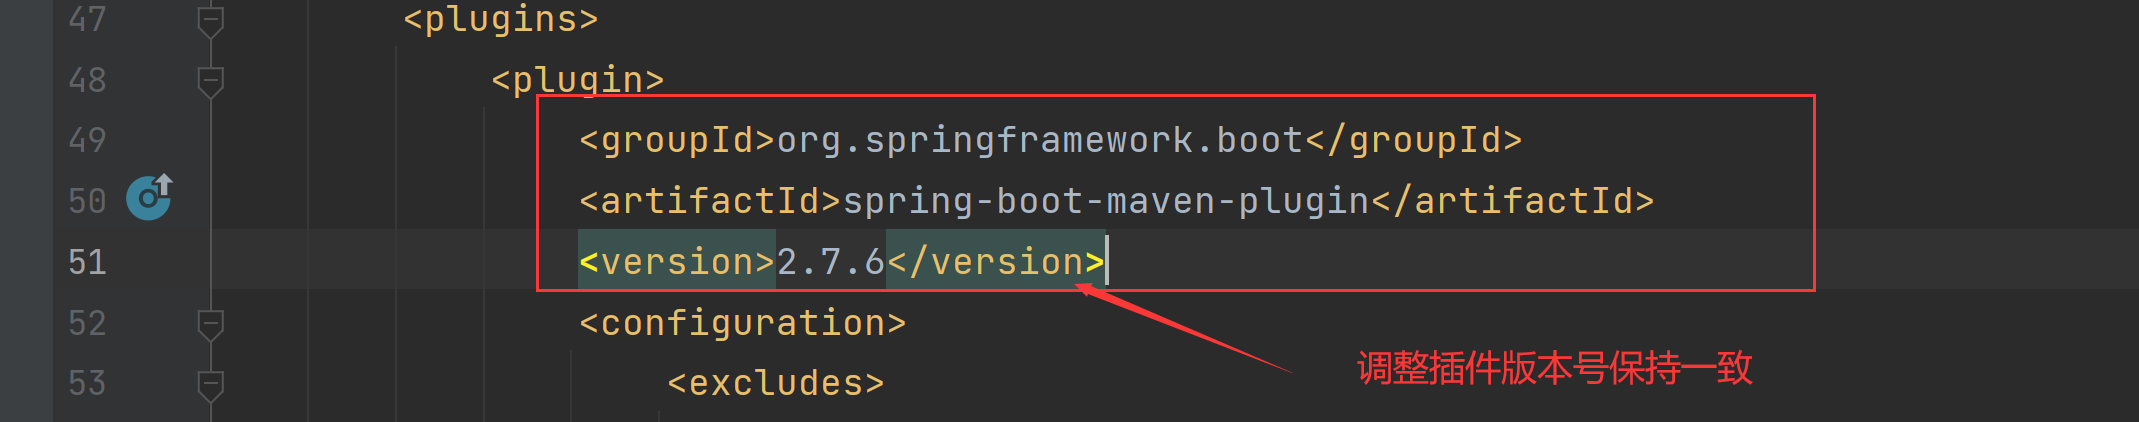 47 <plugins>
48 <plugin>
49 <groupId>org.springframework.boot</groupId>
50 <artifactId>spring-boot-maven-plugin</artifactId>
51 <version>2.7.6</version>
52 <configuration>
53 <excludes>
调整插件版本号保持一致